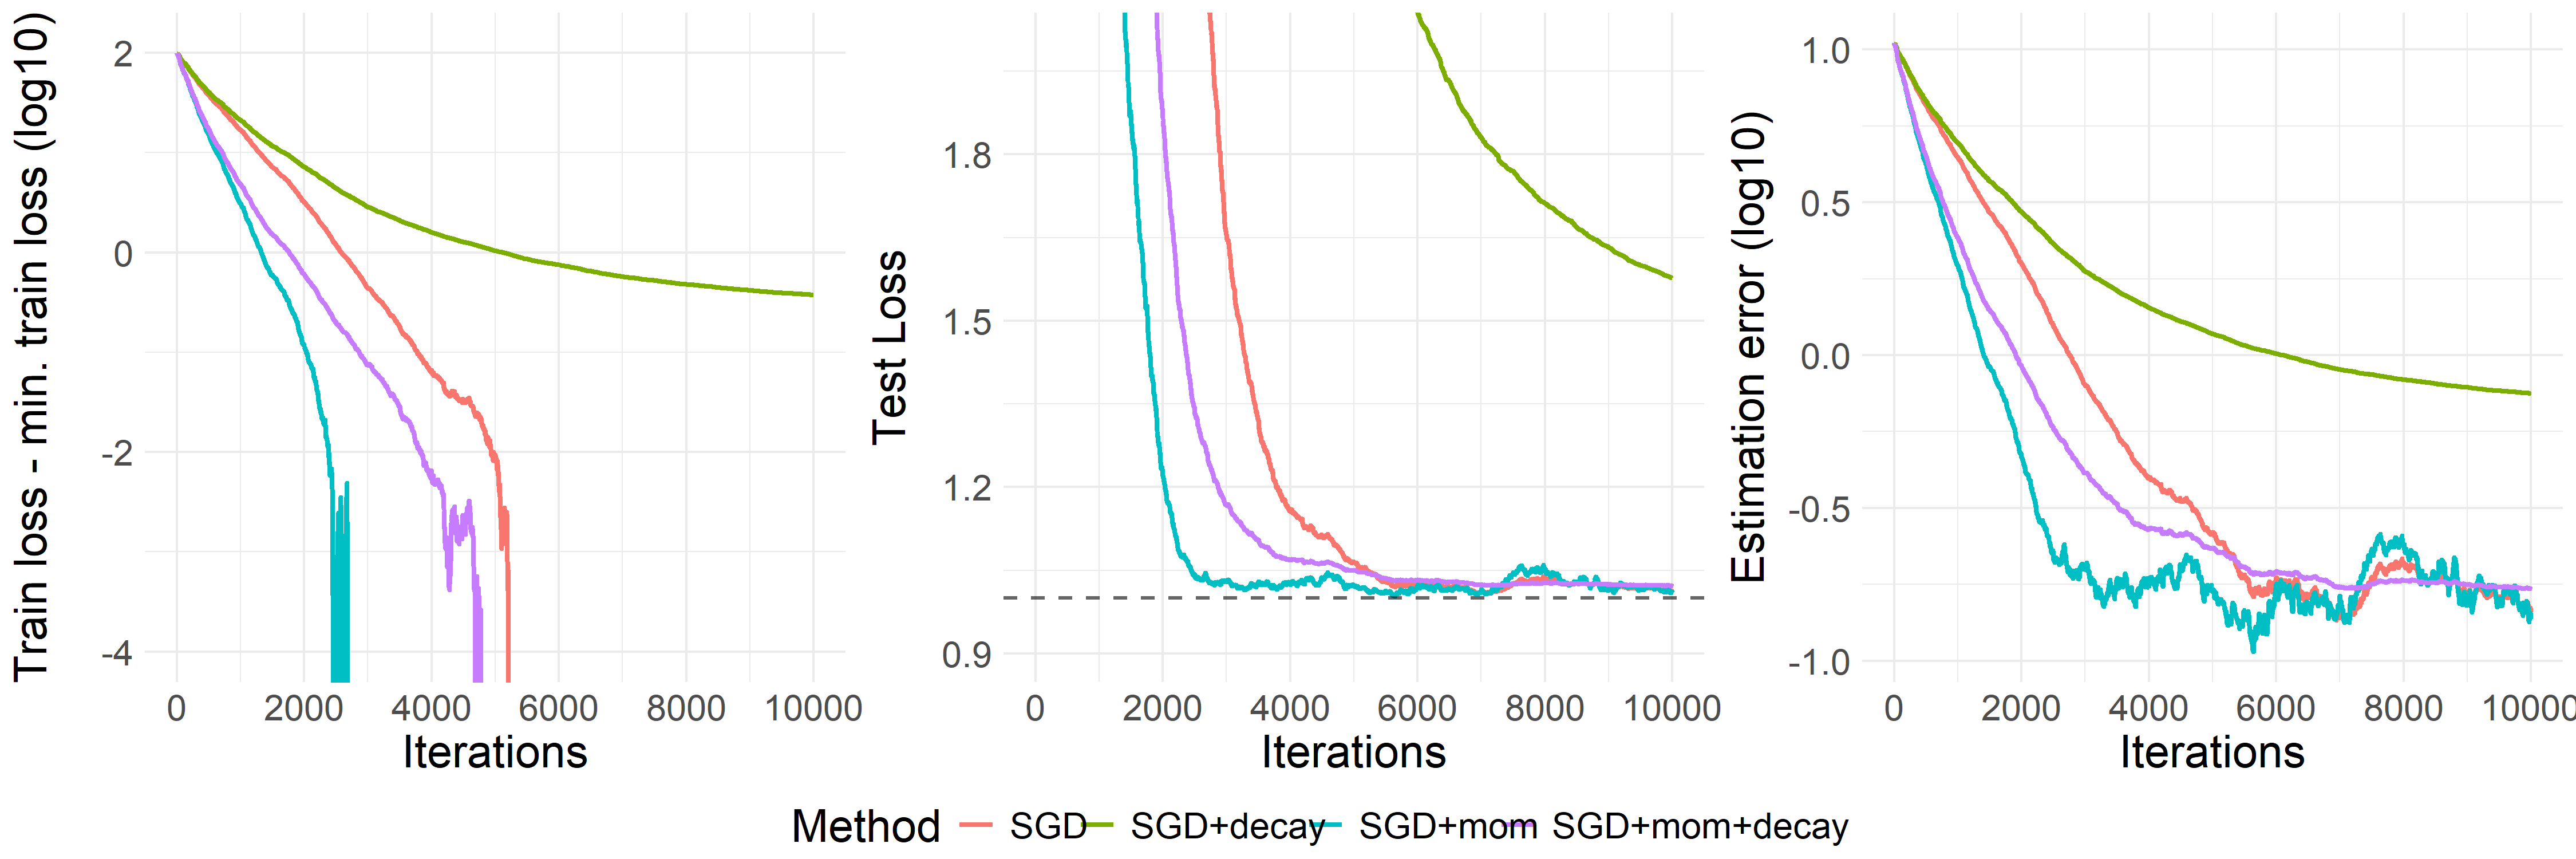 Train loss - min. train loss (log10)
2
0
-2
-4
0 2000 4000 6000 8000 10000
Iterations
Test Loss
1.8
1.5
1.2
0.9
0 2000 4000 6000 8000 10000
Iterations
Estimation error (log10)
1.0
0.5
0.0
-0.5
-1.0
0 2000 4000 6000 8000 10000
Iterations
Method SGD SGD+decay SGD+mom SGD+mom+decay